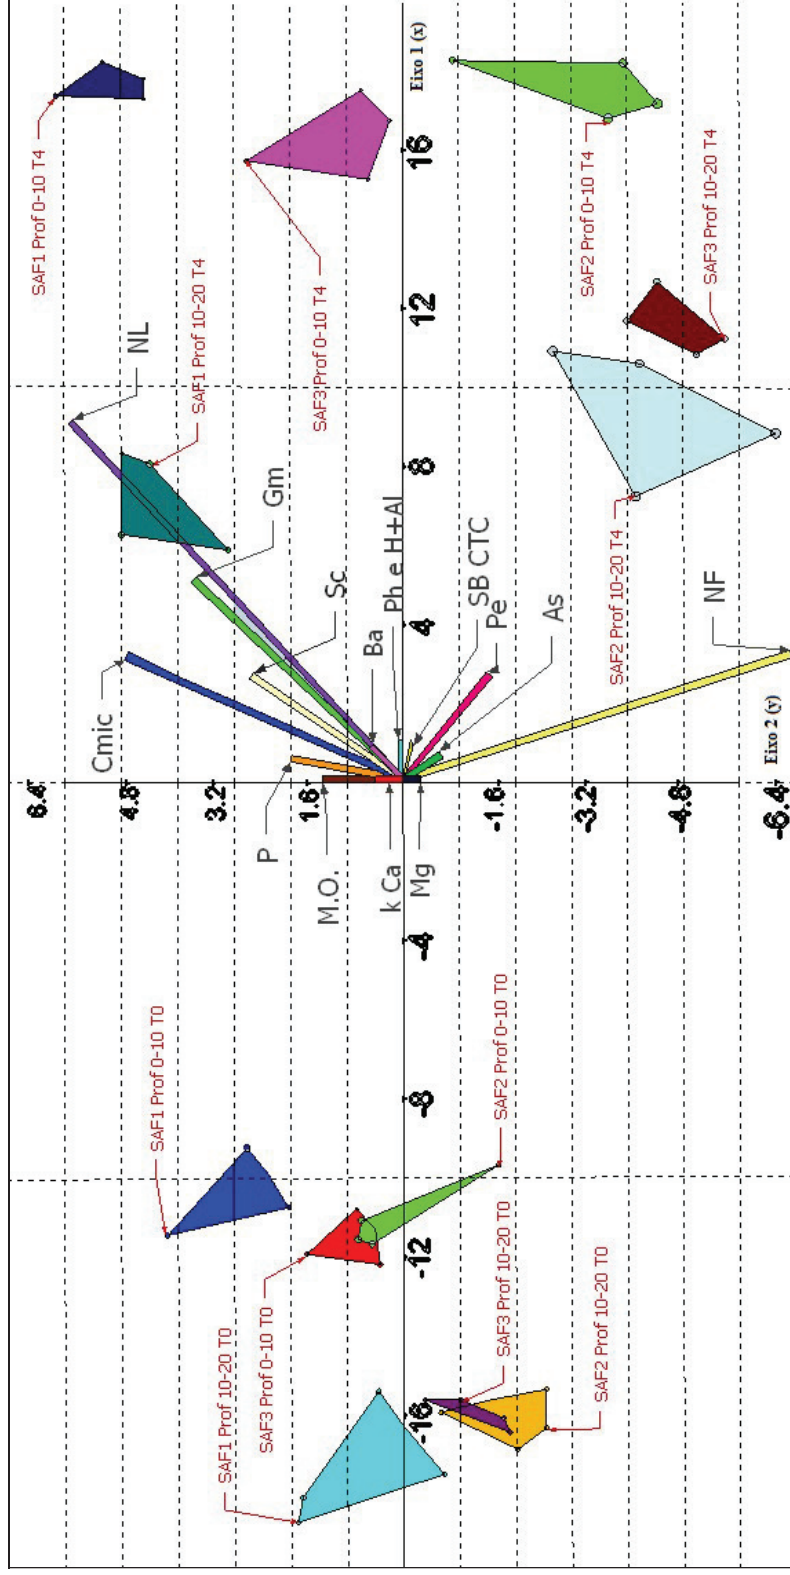 SAF1 Prof 0-10 T4
Eixo 1 (x)
16
SAF3 Prof 0-10 T4
SAF2 Prof 0-10 T4
SAF3 Prof 10-20 T4
12
NL
SAF1 Prof 10-20 T4
8
Gm
SAF2 Prof 10-20 T4
Sc
Ph e H+Al
4
SB CTC
Pe
As
NF
Cmic
Ba
Eixo 2 (y)
6.4
4.8
3.2
1.6
-1.6
-3.2
-4.8
-6.4
P
M.O.
k Ca
Mg
-4
SAF1 Prof 0-10 T0
-8
SAF2 Prof 0-10 T0
-12
SAF3 Prof 0-10 T0
SAF1 Prof 10-20 T0
SAF3 Prof 10-20 T0
-16
SAF2 Prof 10-20 T0